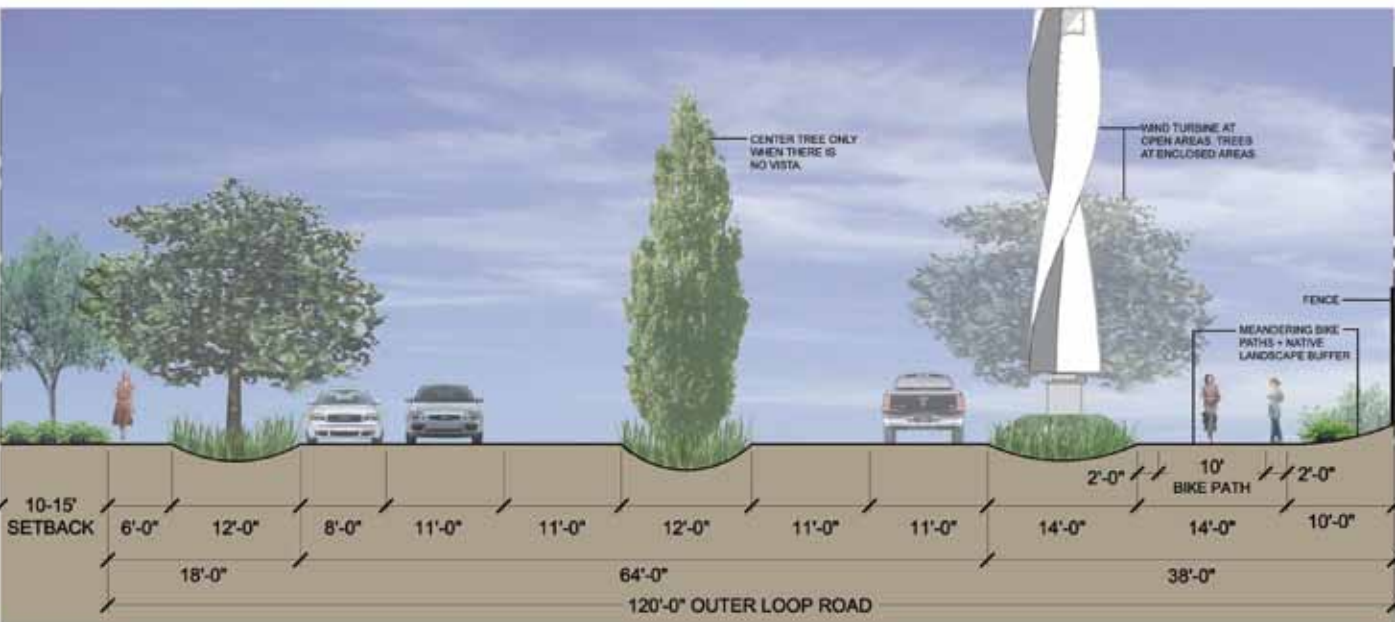 CENTER TREE ONLY
WHEN THERE IS
NO VISTA
WIND TURBINE AT
OPEN AREAS. TREES
AT ENCLOSED AREAS
FENCE
MEANDERING BIKE
PATHS + NATIVE
LANDSCAPE BUFFER
2'-0" 10' 2'-0"
BIKE PATH
10-15'
SETBACK 6'-0" 12'-0" 8'-0" 11'-0" 11'-0" 12'-0" 11'-0" 11'-0" 14'-0" 14'-0" 10'-0"
18'-0" 64'-0" 38'-0"
120'-0" OUTER LOOP ROAD